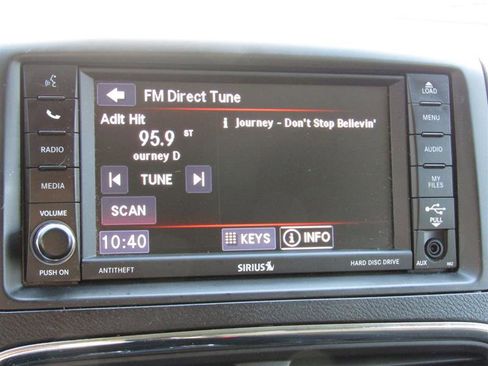 FM Direct Tune
LOAD
Adlt Hit
Journey - Don't Stop Believin'
95.9 ST
ourney D
MENU
RADIO
AUDIO
MEDIA
TUNE
MY FILES
SCAN
VOLUME
PULL
10:40
KEYS
INFO
PUSH ON
ANTITHEFT
SIRIUS
HARD DISC DRIVE
AUX